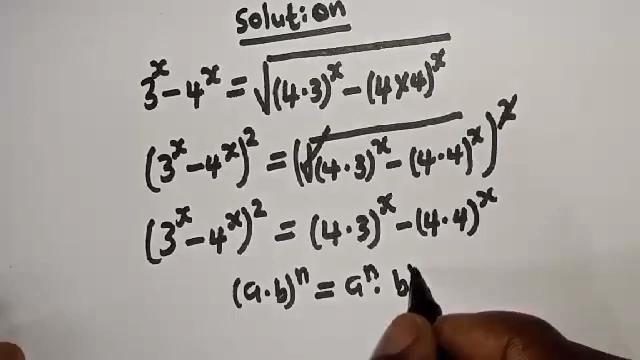 Solution
3^x - 4^x = √((4·3)^x - (4×4)^x)
(3^x - 4^x)^2 = (√((4·3)^x - (4·4)^x))^2
(3^x - 4^x)^2 = (4·3)^x - (4·4)^x
(a·b)^n = a^n · b